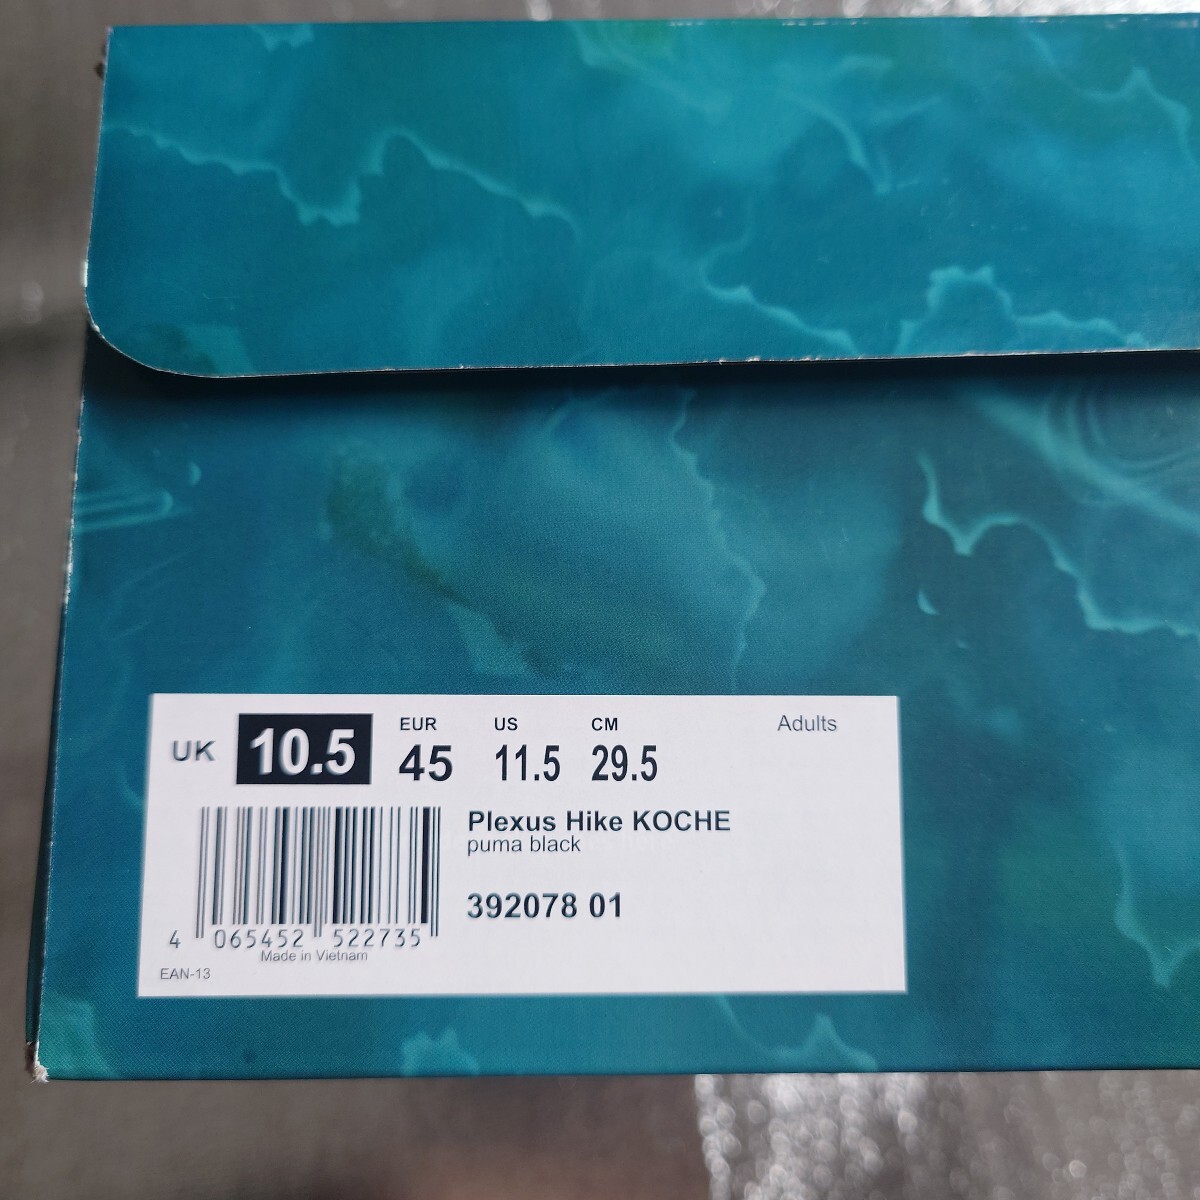 UK 10.5
EUR 45
US 11.5
CM 29.5
Adults
Plexus Hike KOCHE
puma black
392078 01
4 065452 522735
Made in Vietnam
EAN-13